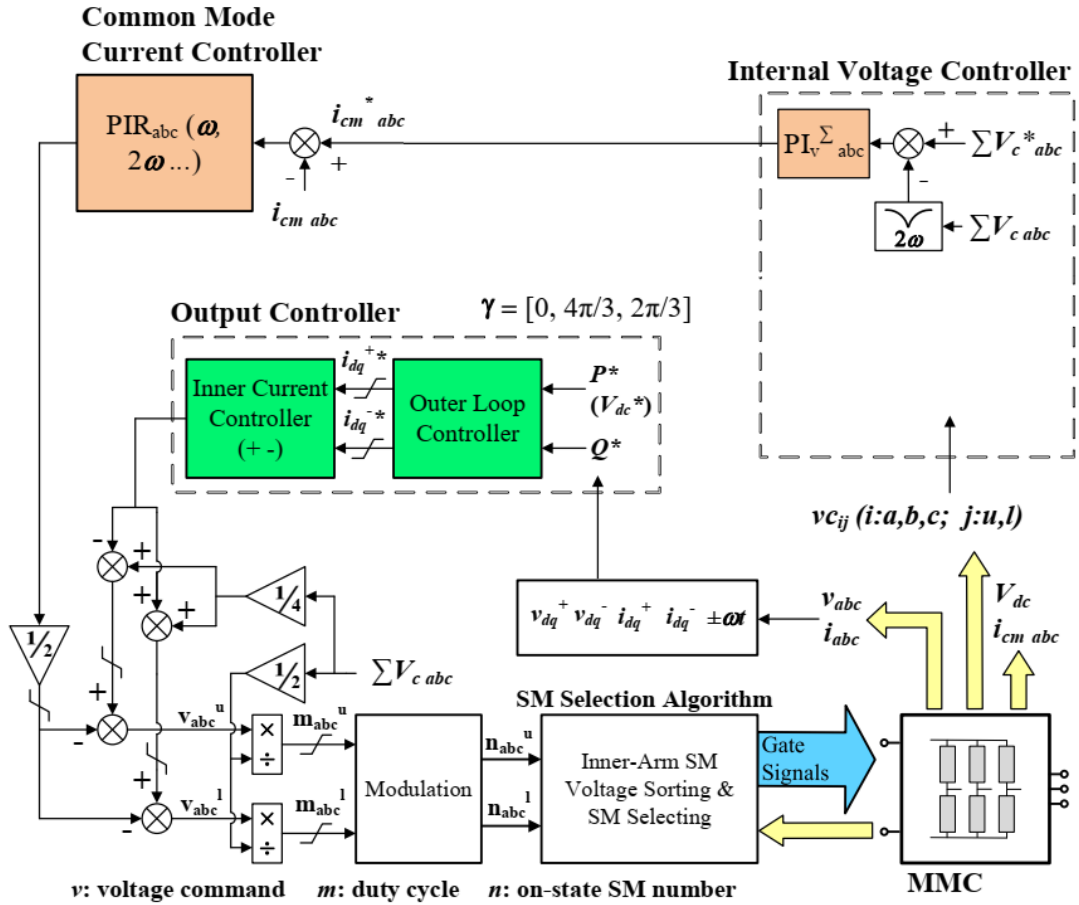 Common Mode
Current Controller
PIR_abc (ω,
2ω ...)
i_cm^*_abc
+
-
i_cm abc
Internal Voltage Controller
PI_v^Σ_abc
+
∑V_c^*_abc
-
2ω
∑V_c abc
Output Controller
γ = [0, 4π/3, 2π/3]
Inner Current
Controller
(+ -)
i_dq^+*
i_dq^-*
Outer Loop
Controller
P*
(V_dc*)
Q*
vc_ij (i:a,b,c; j:u,l)
-
+
+
+
1/4
1/2
1/2
∑V_c abc
v_dq^+ v_dq^- i_dq^+ i_dq^- ±ωt
v_abc
i_abc
V_dc
i_cm abc
+
-
v_abc^u
×
÷
m_abc^u
+
-
v_abc^l
×
÷
m_abc^l
Modulation
n_abc^u
n_abc^l
SM Selection Algorithm
Inner-Arm SM
Voltage Sorting &
SM Selecting
Gate
Signals
MMC
v: voltage command m: duty cycle n: on-state SM number